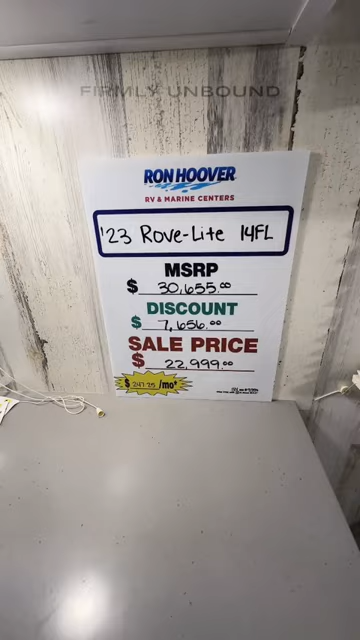 FIRMLY UNBOUND
RON HOOVER
RV & MARINE CENTERS
'23 Rove-Lite 14FL
MSRP
$ 30,655.00
DISCOUNT
$ 7,656.00
SALE PRICE
$ 22,999.00
$ 247.25 /mo*